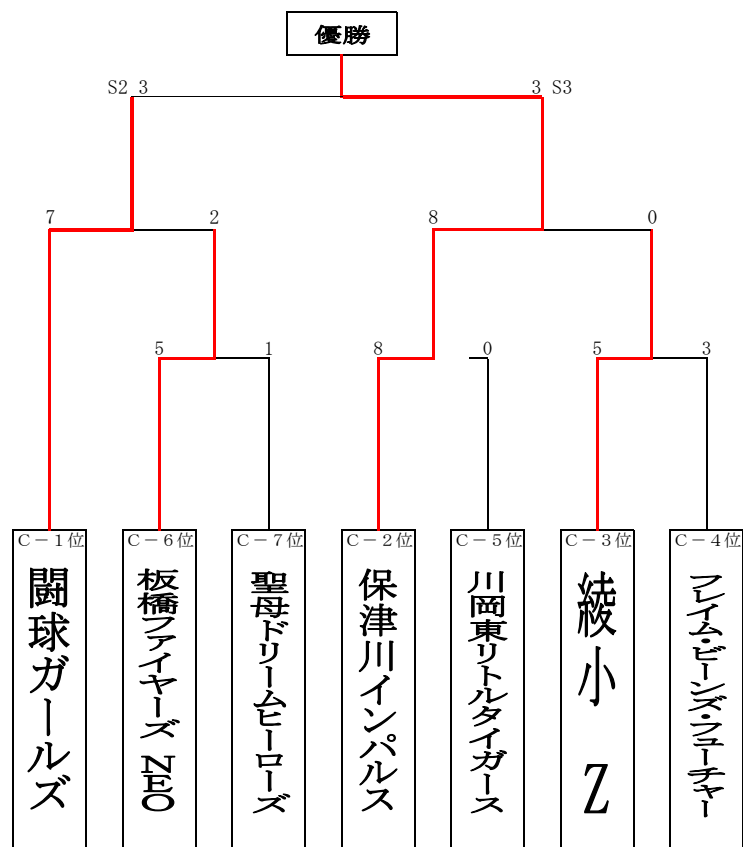 優勝
S2 3
3 S3
7
2
8
0
5
1
8
0
5
3
C－1位
C－6位
C－7位
C－2位
C－5位
C－3位
C－4位
闘球ガールズ
板橋ファイヤーズ NEO
聖母ドリームヒーローズ
保津川インパルス
川岡東リトルタイガース
綾小 Z
フレイム・ビーンズ・フューチャー